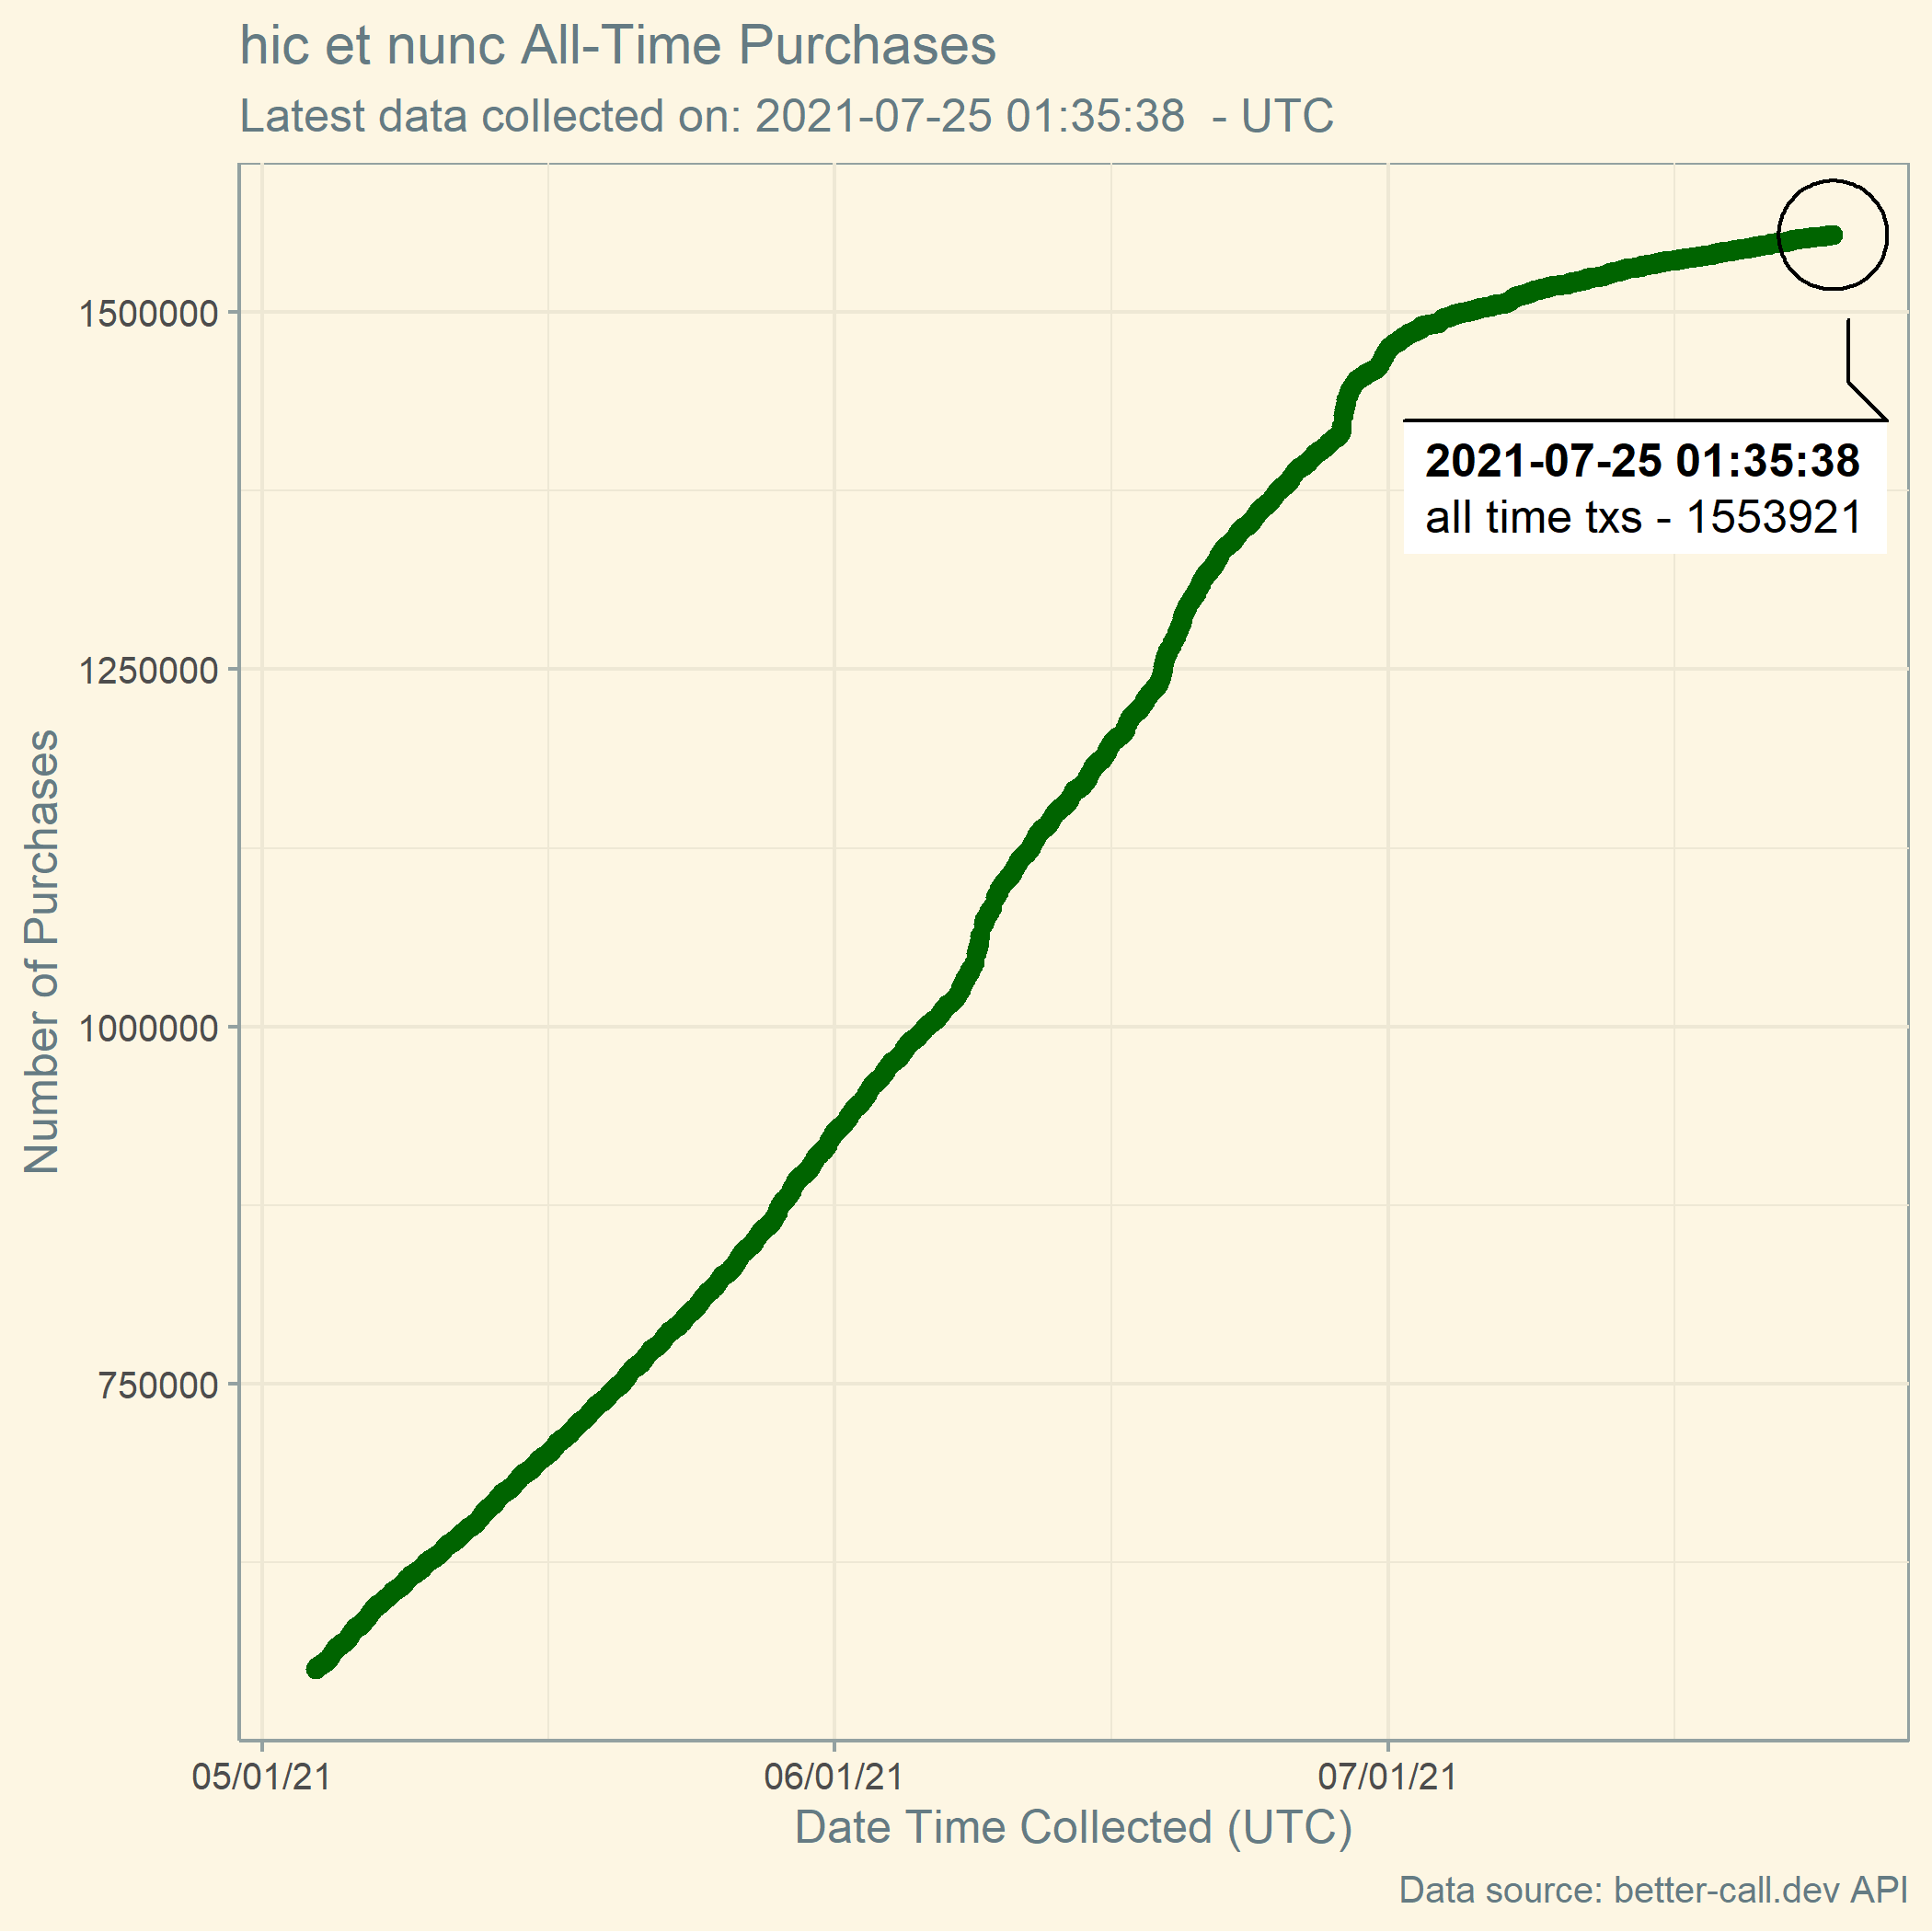 hic et nunc All-Time Purchases
Latest data collected on: 2021-07-25 01:35:38  - UTC
1500000
1250000
1000000
750000
Number of Purchases
2021-07-25 01:35:38
all time txs - 1553921
05/01/21
06/01/21
07/01/21
Date Time Collected (UTC)
Data source: better-call.dev API